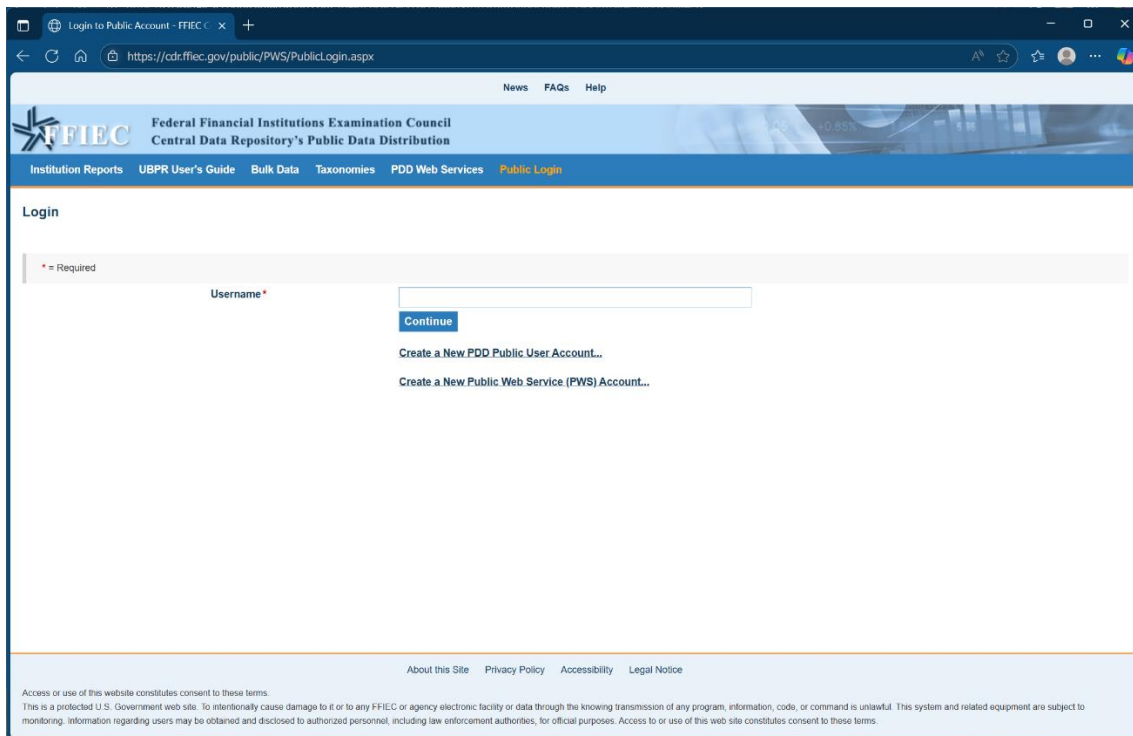 Login to Public Account - FFIEC C
https://cdr.ffiec.gov/public/PWS/PublicLogin.aspx
News FAQs Help
FFIEC
Federal Financial Institutions Examination Council
Central Data Repository's Public Data Distribution
+0.85%
Institution Reports UBPR User's Guide Bulk Data Taxonomies PDD Web Services Public Login
Login
* = Required
Username*
Continue
Create a New PDD Public User Account...
Create a New Public Web Service (PWS) Account...
About this Site Privacy Policy Accessibility Legal Notice
Access or use of this website constitutes consent to these terms.
This is a protected U.S. Government web site. To intentionally cause damage to it or to any FFIEC or agency electronic facility or data through the knowing transmission of any program, information, code, or command is unlawful. This system and related equipment are subject to
monitoring. Information regarding users may be obtained and disclosed to authorized personnel, including law enforcement authorities, for official purposes. Access to or use of this web site constitutes consent to these terms.